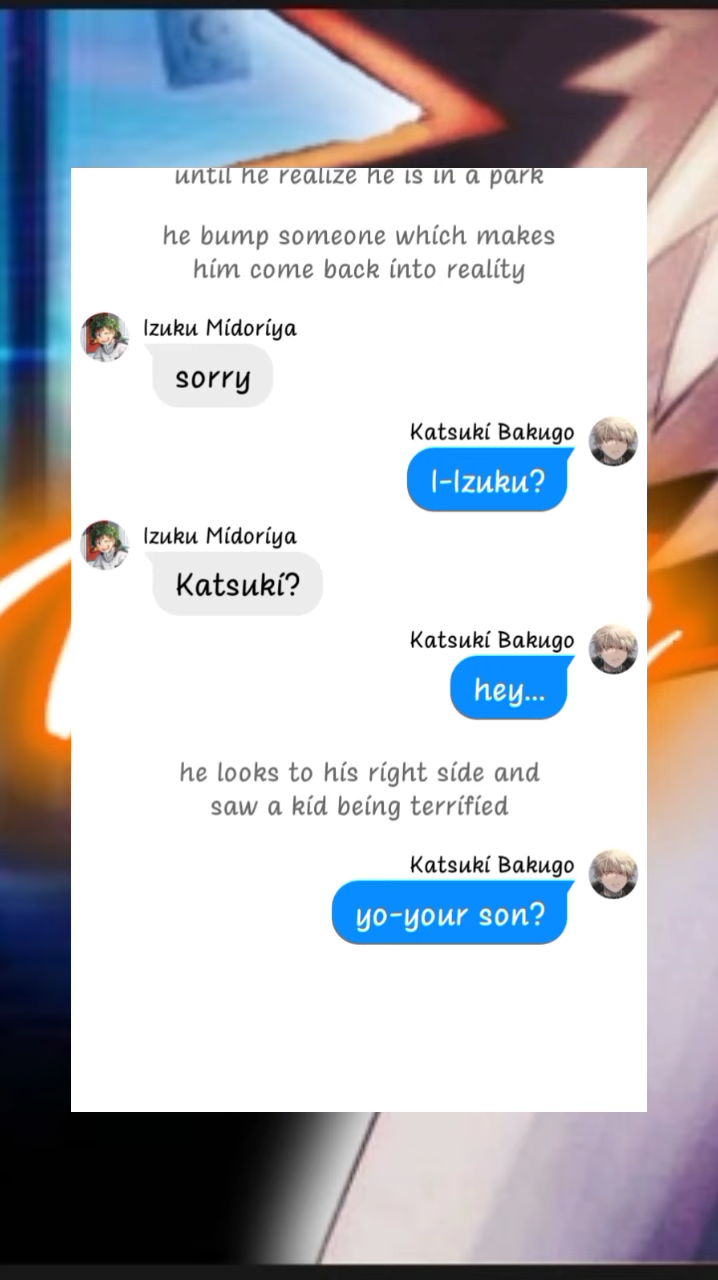 until he realize he is in a park
he bump someone which makes
him come back into reality
Izuku Midoriya
sorry
Katsuki Bakugo
I-Izuku?
Izuku Midoriya
Katsuki?
Katsuki Bakugo
hey...
he looks to his right side and
saw a kid being terrified
Katsuki Bakugo
yo-your son?